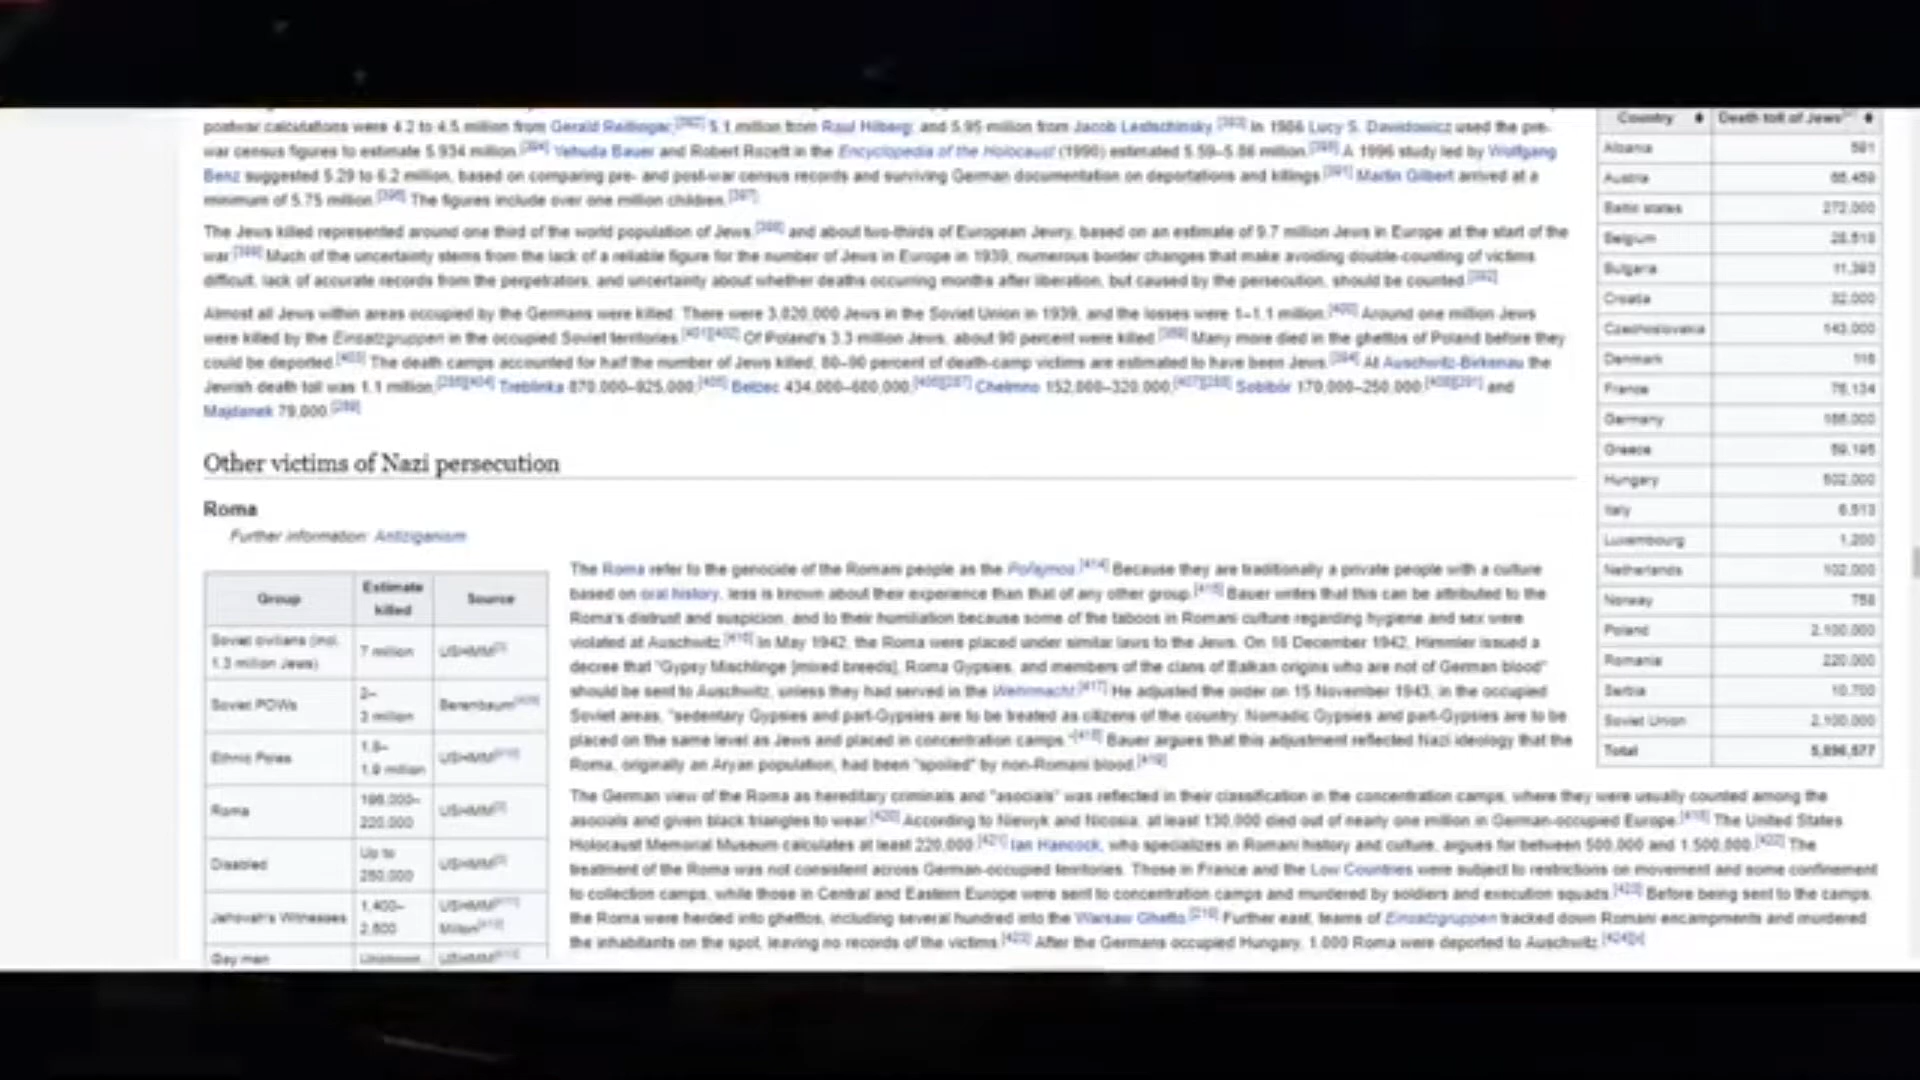 postwar calculations were 4.2 to 4.5 million from Gerald Reitlinger;[392] 5.1 million from Raul Hilberg; and 5.95 million from Jacob Lestschinsky.[393] In 1986 Lucy S. Dawidowicz used the pre-
war census figures to estimate 5.934 million.[394] Yehuda Bauer and Robert Rozett in the Encyclopedia of the Holocaust (1990) estimated 5.59–5.86 million.[395] A 1996 study led by Wolfgang
Benz suggested 5.29 to 6.2 million, based on comparing pre- and post-war census records and surviving German documentation on deportations and killings.[391] Martin Gilbert arrived at a
minimum of 5.75 million.[396] The figures include over one million children.[397]
The Jews killed represented around one third of the world population of Jews,[398] and about two-thirds of European Jewry, based on an estimate of 9.7 million Jews in Europe at the start of the
war.[399] Much of the uncertainty stems from the lack of a reliable figure for the number of Jews in Europe in 1939, numerous border changes that make avoiding double-counting of victims
difficult, lack of accurate records from the perpetrators, and uncertainty about whether deaths occurring months after liberation, but caused by the persecution, should be counted.[392]
Almost all Jews within areas occupied by the Germans were killed. There were 3,020,000 Jews in the Soviet Union in 1939, and the losses were 1–1.1 million.[400] Around one million Jews
were killed by the Einsatzgruppen in the occupied Soviet territories.[401][402] Of Poland's 3.3 million Jews, about 90 percent were killed. Many more died in the ghettos of Poland before they
could be deported.[403] The death camps accounted for half the number of Jews killed, 80–90 percent of death-camp victims are estimated to have been Jews.[394] At Auschwitz-Birkenau the
Jewish death toll was 1.1 million; Treblinka 870,000–925,000; Belzec 434,000–600,000; Chełmno 152,000–320,000; Sobibór 170,000–250,000; and
Majdanek 79,000.[289]
Other victims of Nazi persecution
Roma
Further information: Antiziganism
Group Estimate killed Source
Soviet civilians (incl. 1.3 million Jews) 7 million USHMM
Soviet POWs 2–3 million Berenbaum
Ethnic Poles 1.8–1.9 million USHMM
Roma 196,000–220,000 USHMM
Disabled Up to 250,000 USHMM
Jehovah's Witnesses 1,400–2,500 USHMM Milton
Gay men Unknown USHMM
The Roma refer to the genocide of the Romani people as the Pořajmos.[414] Because they are traditionally a private people with a culture
based on oral history, less is known about their experience than that of any other group.[415] Bauer writes that this can be attributed to the
Roma's distrust and suspicion, and to their humiliation because some of the taboos in Romani culture regarding hygiene and sex were
violated at Auschwitz.[416] In May 1942, the Roma were placed under similar laws to the Jews. On 16 December 1942, Himmler issued a
decree that "Gypsy Mischlinge [mixed breeds], Roma Gypsies, and members of the clans of Balkan origins who are not of German blood"
should be sent to Auschwitz, unless they had served in the Wehrmacht.[417] He adjusted the order on 15 November 1943; in the occupied
Soviet areas, "sedentary Gypsies and part-Gypsies are to be treated as citizens of the country. Nomadic Gypsies and part-Gypsies are to be
placed on the same level as Jews and placed in concentration camps."[418] Bauer argues that this adjustment reflected Nazi ideology that the
Roma, originally an Aryan population, had been "spoiled" by non-Romani blood.[419]
The German view of the Roma as hereditary criminals and "asocials" was reflected in their classification in the concentration camps, where they were usually counted among the
asocials and given black triangles to wear.[420] According to Niewyk and Nicosia, at least 130,000 died out of nearly one million in German-occupied Europe.[415] The United States
Holocaust Memorial Museum calculates at least 220,000.[421] Ian Hancock, who specializes in Romani history and culture, argues for between 500,000 and 1,500,000.[422] The
treatment of the Roma was not consistent across German-occupied territories. Those in France and the Low Countries were subject to restrictions on movement and some confinement
to collection camps, while those in Central and Eastern Europe were sent to concentration camps and murdered by soldiers and execution squads.[423] Before being sent to the camps,
the Roma were herded into ghettos, including several hundred into the Warsaw Ghetto.[219] Further east, teams of Einsatzgruppen tracked down Romani encampments and murdered
the inhabitants on the spot, leaving no records of the victims.[423] After the Germans occupied Hungary, 1,000 Roma were deported to Auschwitz.
Country Death toll of Jews
Albania 591
Austria 65,459
Baltic states 272,000
Belgium 28,518
Bulgaria 11,393
Croatia 32,000
Czechoslovakia 143,000
Denmark 116
France 76,134
Germany 165,000
Greece 59,195
Hungary 502,000
Italy 6,513
Luxembourg 1,200
Netherlands 102,000
Norway 758
Poland 2,100,000
Romania 220,000
Serbia 10,700
Soviet Union 2,100,000
Total 5,896,577